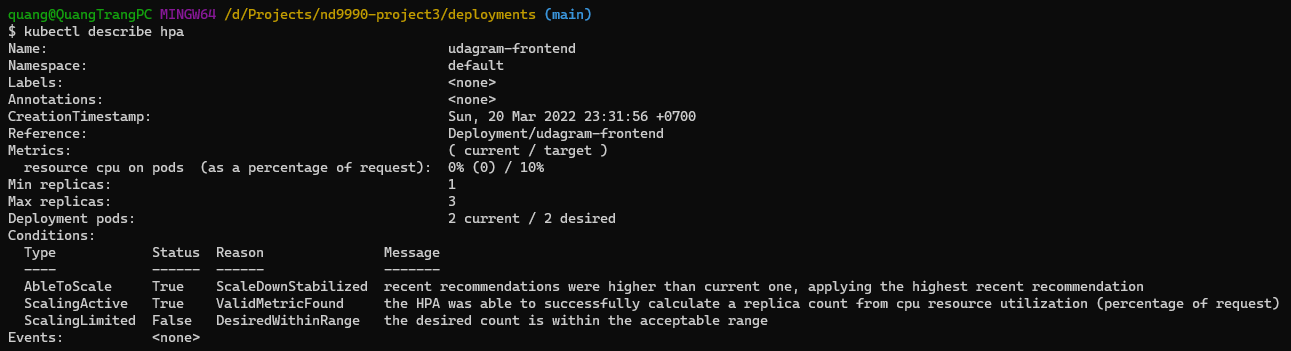 quang@QuangTrangPC MINGW64 /d/Projects/nd9990-project3/deployments (main)
$ kubectl describe hpa
Name:                                                  udagram-frontend
Namespace:                                             default
Labels:                                                <none>
Annotations:                                           <none>
CreationTimestamp:                                     Sun, 20 Mar 2022 23:31:56 +0700
Reference:                                             Deployment/udagram-frontend
Metrics:                                               ( current / target )
  resource cpu on pods  (as a percentage of request):  0% (0) / 10%
Min replicas:                                          1
Max replicas:                                          3
Deployment pods:                                       2 current / 2 desired
Conditions:
  Type            Status  Reason               Message
  ----            ------  ------               -------
  AbleToScale     True    ScaleDownStabilized  recent recommendations were higher than current one, applying the highest recent recommendation
  ScalingActive   True    ValidMetricFound     the HPA was able to successfully calculate a replica count from cpu resource utilization (percentage of request)
  ScalingLimited  False   DesiredWithinRange   the desired count is within the acceptable range
Events:           <none>